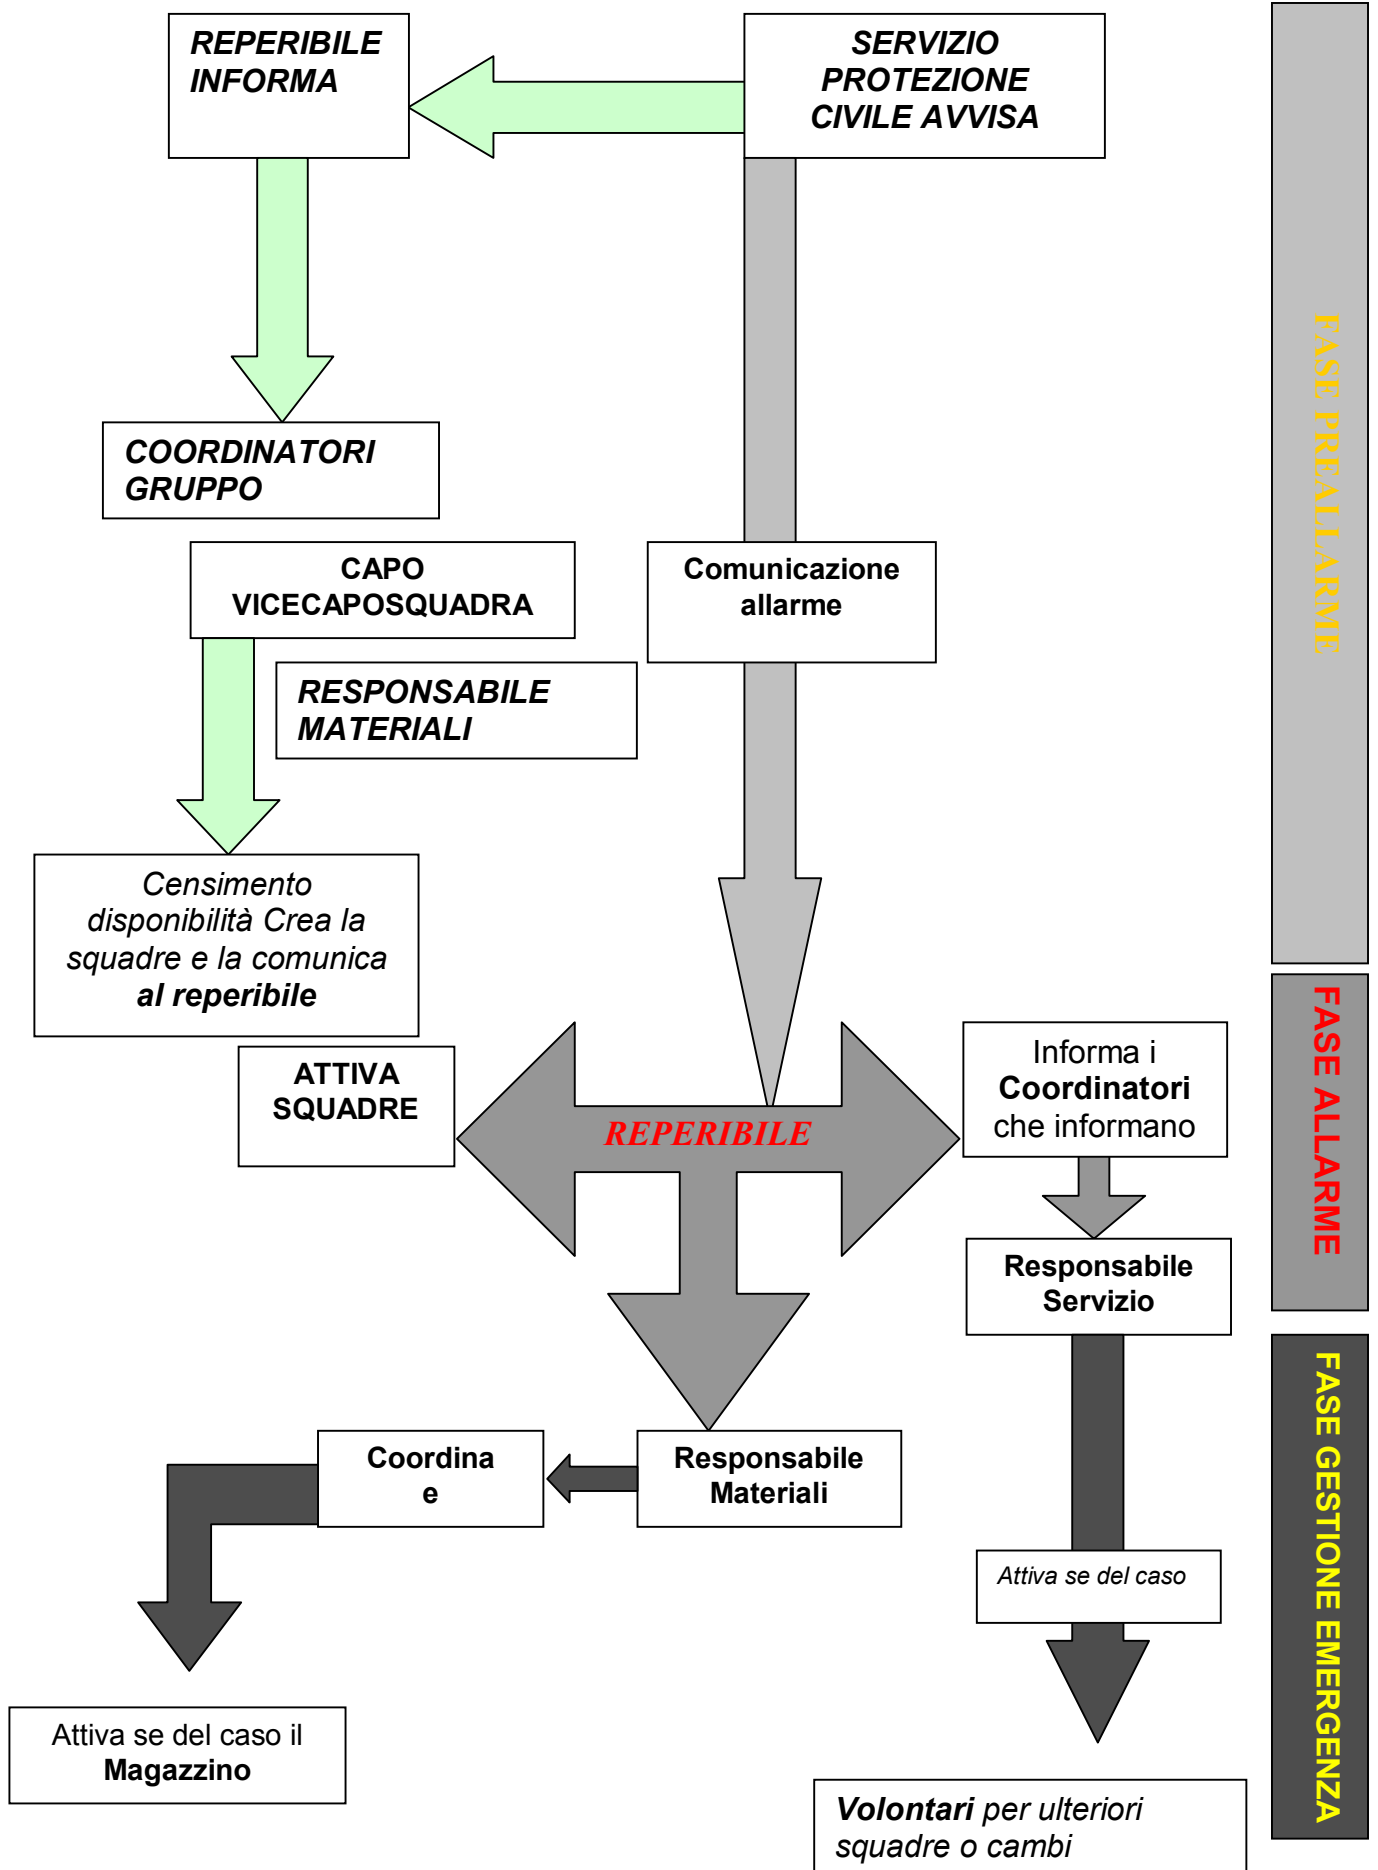 REPERIBILE
INFORMA
SERVIZIO
PROTEZIONE
CIVILE AVVISA
FASE PREALLARME
COORDINATORI
GRUPPO
CAPO
VICECAPOSQUADRA
Comunicazione
allarme
RESPONSABILE
MATERIALI
Censimento
disponibilità Crea la
squadre e la comunica
al reperibile
FASE ALLARME
ATTIVA
SQUADRE
REPERIBILE
Informa i
Coordinatori
che informano
Responsabile
Servizio
FASE GESTIONE EMERGENZA
Coordina
e
Responsabile
Materiali
Attiva se del caso
Attiva se del caso il
Magazzino
Volontari per ulteriori
squadre o cambi